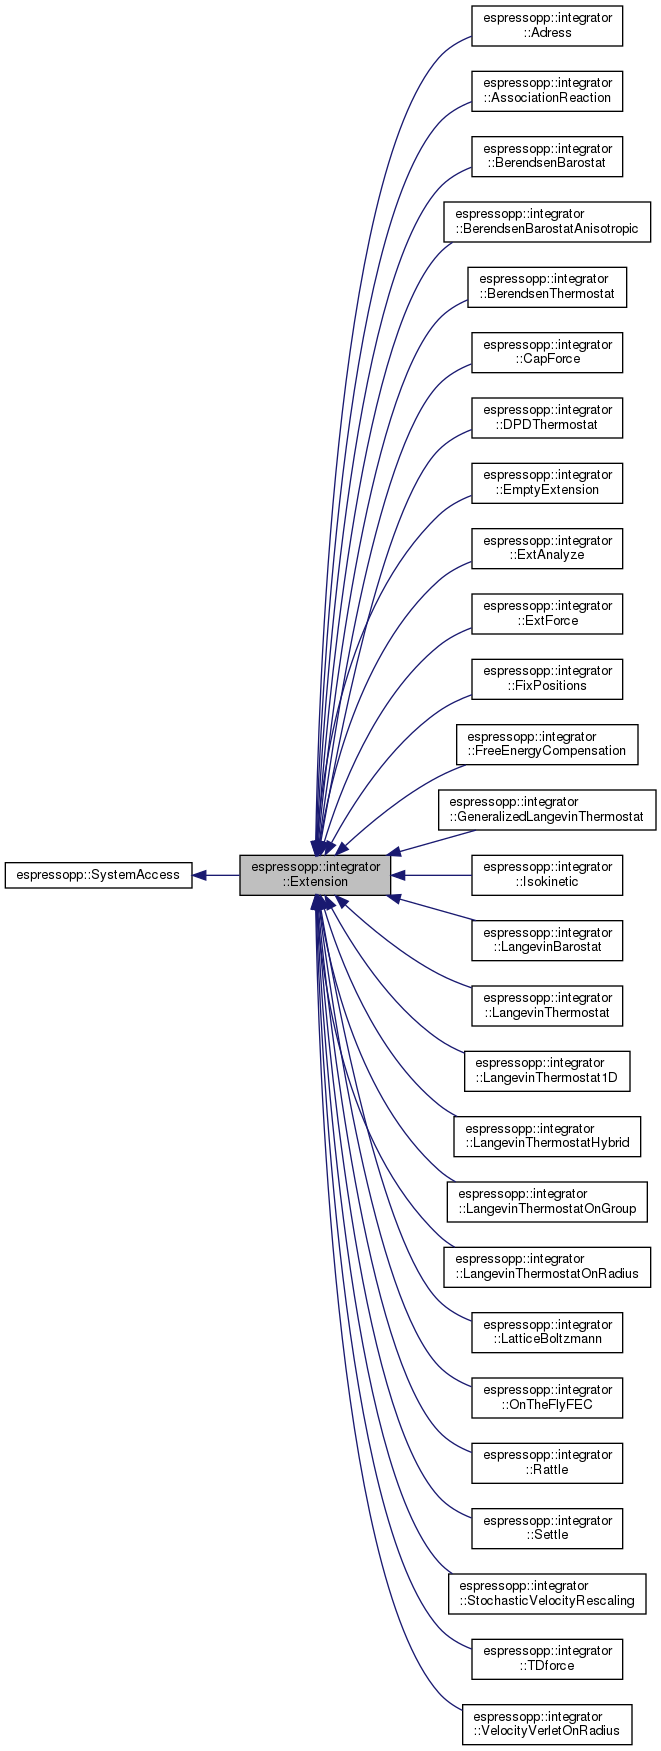 espressopp::integrator
::Adress
espressopp::integrator
::AssociationReaction
espressopp::integrator
::BerendsenBarostat
espressopp::integrator
::BerendsenBarostatAnisotropic
espressopp::integrator
::BerendsenThermostat
espressopp::integrator
::CapForce
espressopp::integrator
::DPDThermostat
espressopp::integrator
::EmptyExtension
espressopp::integrator
::ExtAnalyze
espressopp::integrator
::ExtForce
espressopp::integrator
::FixPositions
espressopp::integrator
::FreeEnergyCompensation
espressopp::integrator
::GeneralizedLangevinThermostat
espressopp::SystemAccess
espressopp::integrator
::Extension
espressopp::integrator
::Isokinetic
espressopp::integrator
::LangevinBarostat
espressopp::integrator
::LangevinThermostat
espressopp::integrator
::LangevinThermostat1D
espressopp::integrator
::LangevinThermostatHybrid
espressopp::integrator
::LangevinThermostatOnGroup
espressopp::integrator
::LangevinThermostatOnRadius
espressopp::integrator
::LatticeBoltzmann
espressopp::integrator
::OnTheFlyFEC
espressopp::integrator
::Rattle
espressopp::integrator
::Settle
espressopp::integrator
::StochasticVelocityRescaling
espressopp::integrator
::TDforce
espressopp::integrator
::VelocityVerletOnRadius